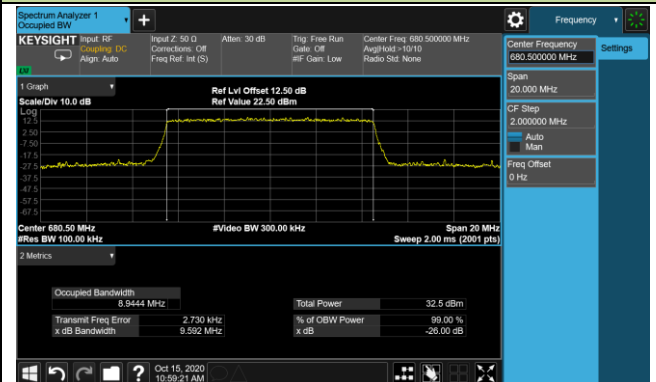 Spectrum Analyzer 1
Occupied BW
Frequency
KEYSIGHT
Input: RF
Coupling: DC
Align: Auto
Input Z: 50 Ω
Corrections: Off
Freq Ref: Int (S)
Atten: 30 dB
Trig: Free Run
Gate: Off
#IF Gain: Low
Center Freq: 680.500000 MHz
Avg|Hold:>10/10
Radio Std: None
Center Frequency
680.500000 MHz
Settings
Span
20.000 MHz
CF Step
2.000000 MHz
Auto
Man
Freq Offset
0 Hz
1 Graph
Scale/Div 10.0 dB
Ref Lvl Offset 12.50 dB
Ref Value 22.50 dBm
Log
12.5
2.50
-7.50
-17.5
-27.5
-37.5
-47.5
-57.5
-67.5
Center 680.50 MHz
#Res BW 100.00 kHz
#Video BW 300.00 kHz
Span 20 MHz
Sweep 2.00 ms (2001 pts)
2 Metrics
Occupied Bandwidth
8.9444 MHz
Transmit Freq Error 2.730 kHz
x dB Bandwidth 9.592 MHz
Total Power 32.5 dBm
% of OBW Power 99.00 %
x dB -26.00 dB
?
Oct 15, 2020
10:59:21 AM